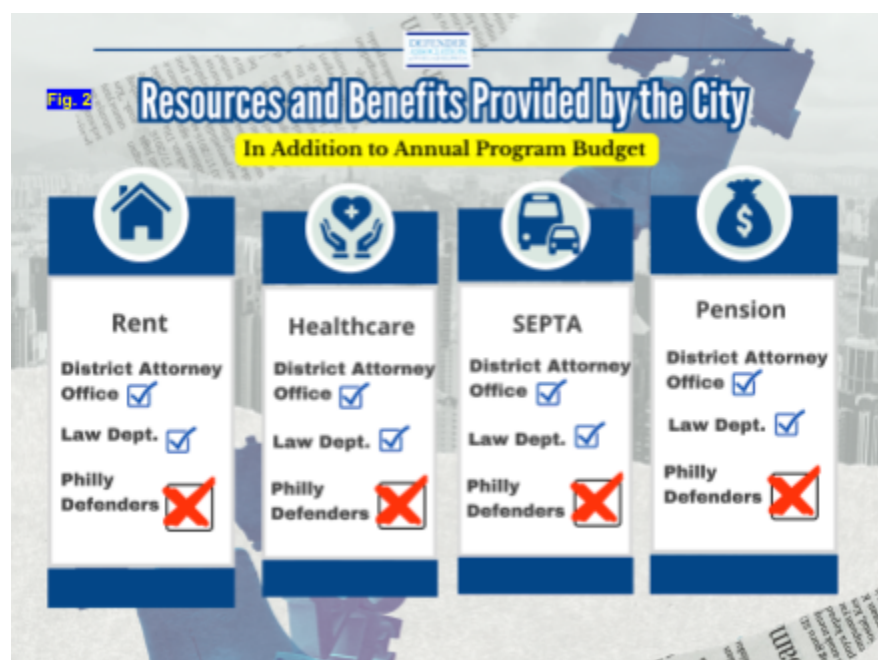 DEFENDER
ASSOCIATION
Fig. 2
Resources and Benefits Provided by the City
In Addition to Annual Program Budget
Rent
District Attorney
Office
Law Dept.
Philly
Defenders
Healthcare
District Attorney
Office
Law Dept.
Philly
Defenders
SEPTA
District Attorney
Office
Law Dept.
Philly
Defenders
Pension
District Attorney
Office
Law Dept.
Philly
Defenders
$